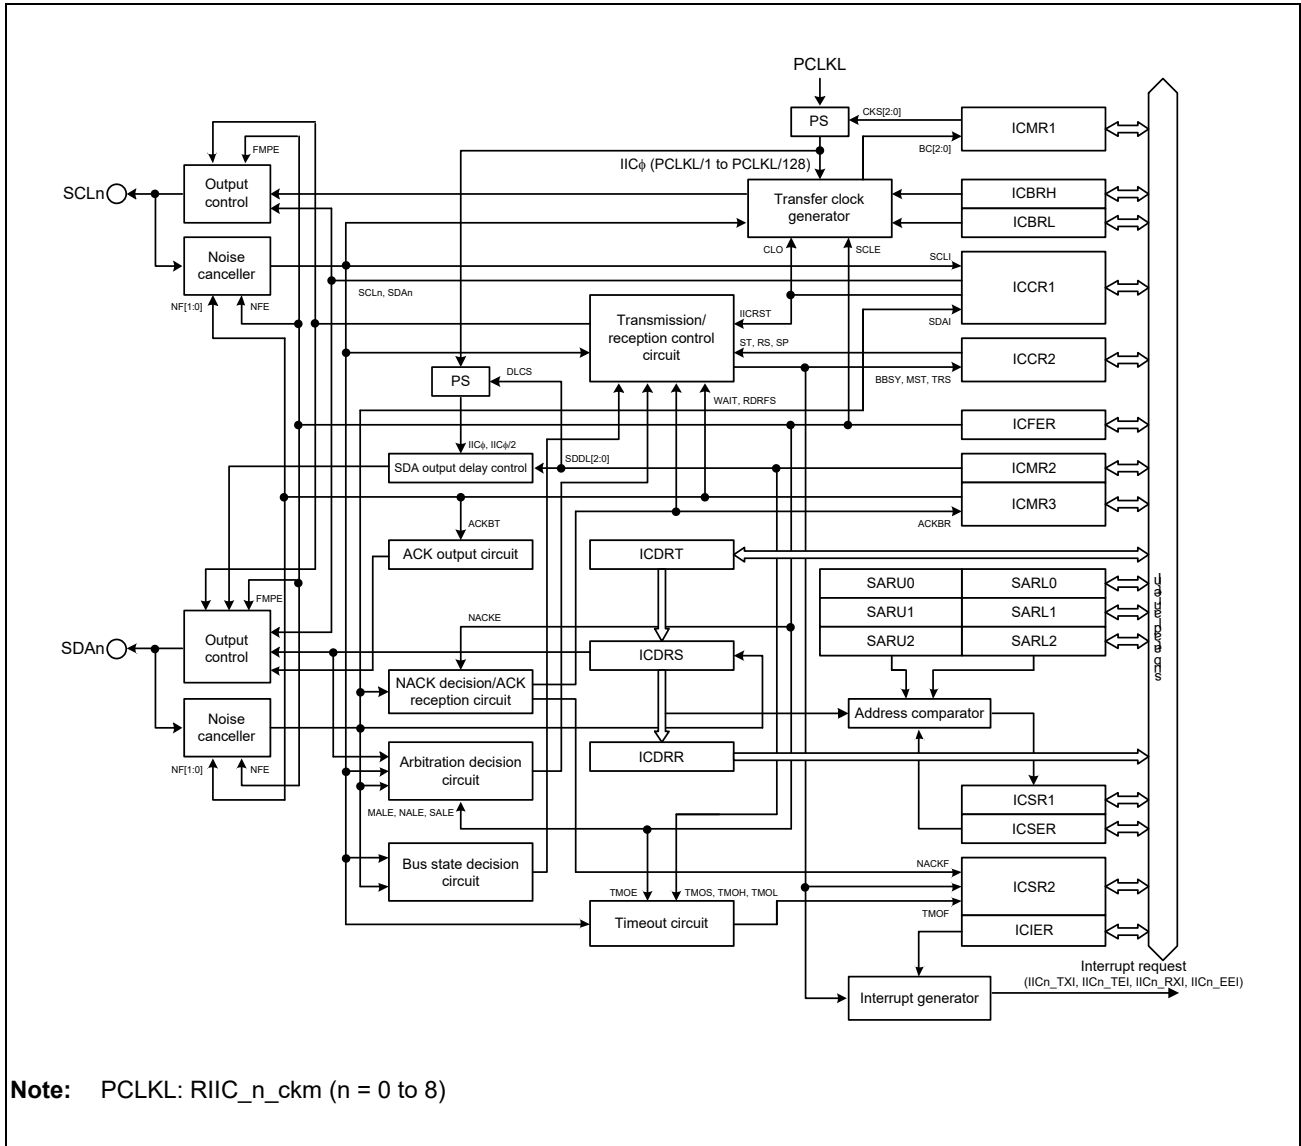 PCLKL
PS
CKS[2:0]
ICMR1
BC[2:0]
IICϕ (PCLKL/1 to PCLKL/128)
FMPE
SCLn
Output
control
Transfer clock
generator
ICBRH
ICBRL
Noise
canceller
CLO
SCLE
SCLI
SCLn, SDAn
ICCR1
NF[1:0]
NFE
Transmission/
reception control
circuit
IICRST
SDAI
ST, RS, SP
ICCR2
BBSY, MST, TRS
PS
DLCS
WAIT, RDRFS
ICFER
IICϕ, IICϕ/2
SDA output delay control
SDDL[2:0]
ICMR2
ICMR3
ACKBT
ACKBR
ACK output circuit
ICDRT
SARU0
SARL0
FMPE
SARU1
SARL1
NACKE
SDAn
Output
control
ICDRS
SARU2
SARL2
NACK decision/ACK
reception circuit
Noise
canceller
Address comparator
NF[1:0]
NFE
Arbitration decision
circuit
ICDRR
ICSR1
MALE, NALE, SALE
ICSER
Bus state decision
circuit
NACKF
ICSR2
TMOE
TMOS, TMOH, TMOL
TMOF
Timeout circuit
ICIER
Interrupt request
(IICn_TXI, IICn_TEI, IICn_RXI, IICn_EEI)
Interrupt generator
Note: PCLKL: RIIC_n_ckm (n = 0 to 8)